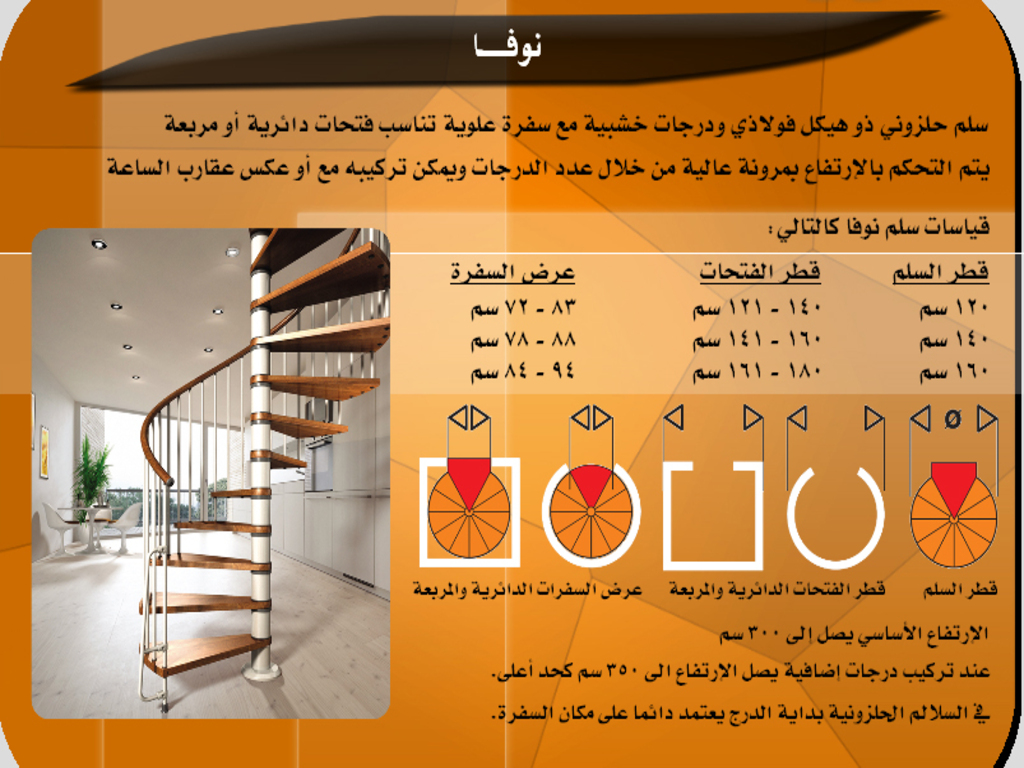 نوفــا
سلم حلزوني ذو هيكل فولاذي ودرجات خشبية مع سفرة علوية تناسب فتحات دائرية أو مربعة
يتم التحكم بالإرتفاع بمرونة عالية من خلال عدد الدرجات ويمكن تركيبه مع أو عكس عقارب الساعة
قياسات سلم نوفا كالتالي:
قطر السلم قطر الفتحات عرض السفرة
١٢٠ سم ١٤٠ - ١٢١ سم ٨٣ - ٧٢ سم
١٤٠ سم ١٦٠ - ١٤١ سم ٨٨ - ٧٨ سم
١٦٠ سم ١٨٠ - ١٦١ سم ٩٤ - ٨٤ سم
Ø
قطر السلم قطر الفتحات الدائرية والمربعة عرض السفرات الدائرية والمربعة
الإرتفاع الأساسي يصل إلى ٣٠٠ سم
عند تركيب درجات إضافية يصل الإرتفاع الى ٣٥٠ سم كحد أعلى.
في السلالم الحلزونية بداية الدرج يعتمد دائما على مكان السفرة.